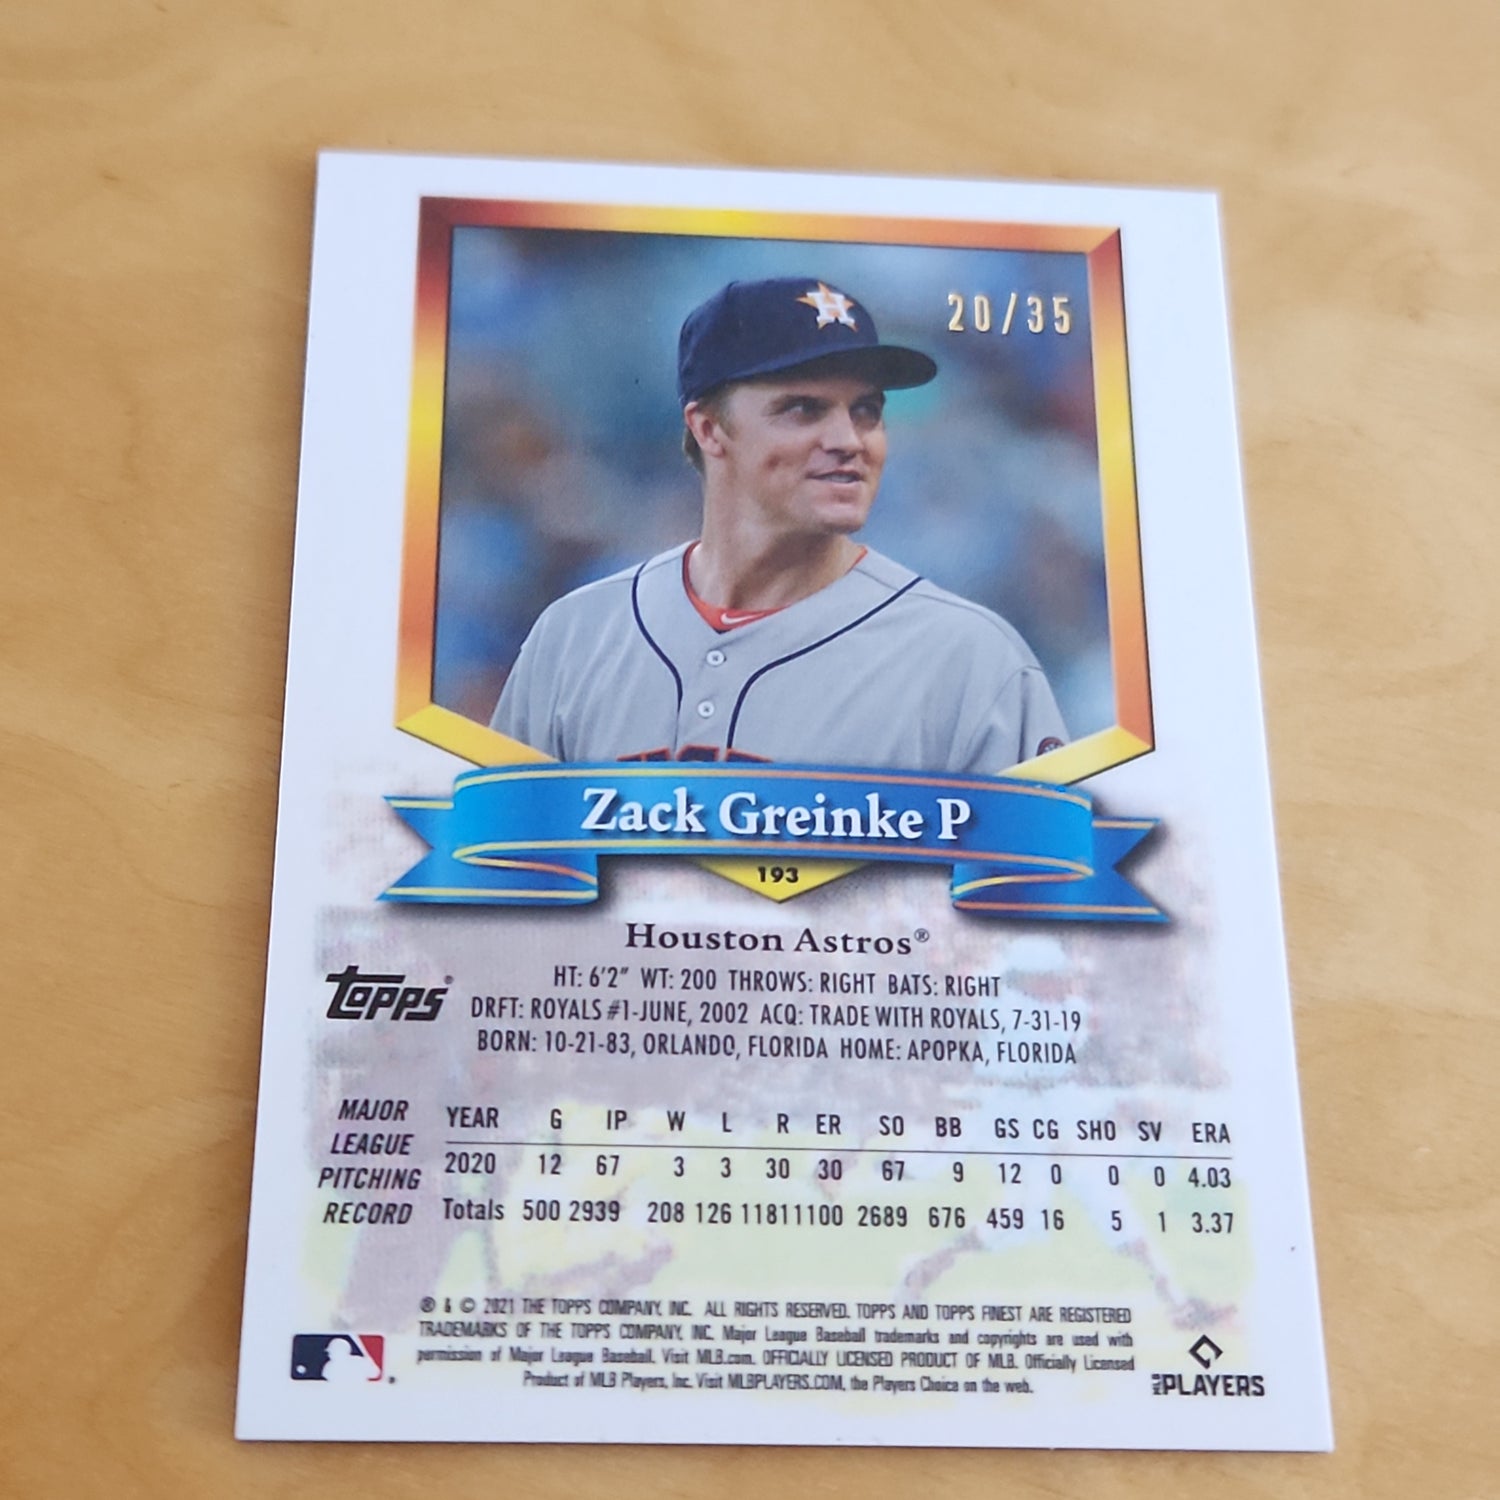 H
20/35
Zack Greinke P
193
Houston Astros®
topps®
HT: 6'2" WT: 200 THROWS: RIGHT BATS: RIGHT
DRFT: ROYALS #1-JUNE, 2002 ACQ: TRADE WITH ROYALS, 7-31-19
BORN: 10-21-83, ORLANDO, FLORIDA HOME: APOPKA, FLORIDA
MAJOR
LEAGUE
PITCHING
RECORD
YEAR G IP W L R ER SO BB GS CG SHO SV ERA
2020 12 67 3 3 30 30 67 9 12 0 0 0 4.03
Totals 500 2939 208 126 1181 1100 2689 676 459 16 5 1 3.37
® & © 2021 THE TOPPS COMPANY, INC. ALL RIGHTS RESERVED. TOPPS AND TOPPS FINEST ARE REGISTERED
TRADEMARKS OF THE TOPPS COMPANY, INC. Major League Baseball trademarks and copyrights are used with
permission of Major League Baseball. Visit MLB.com. OFFICIALLY LICENSED PRODUCT OF MLB. Officially Licensed
Product of MLB Players, Inc. Visit MLBPLAYERS.COM, the Players Choice on the web.
PLAYERS